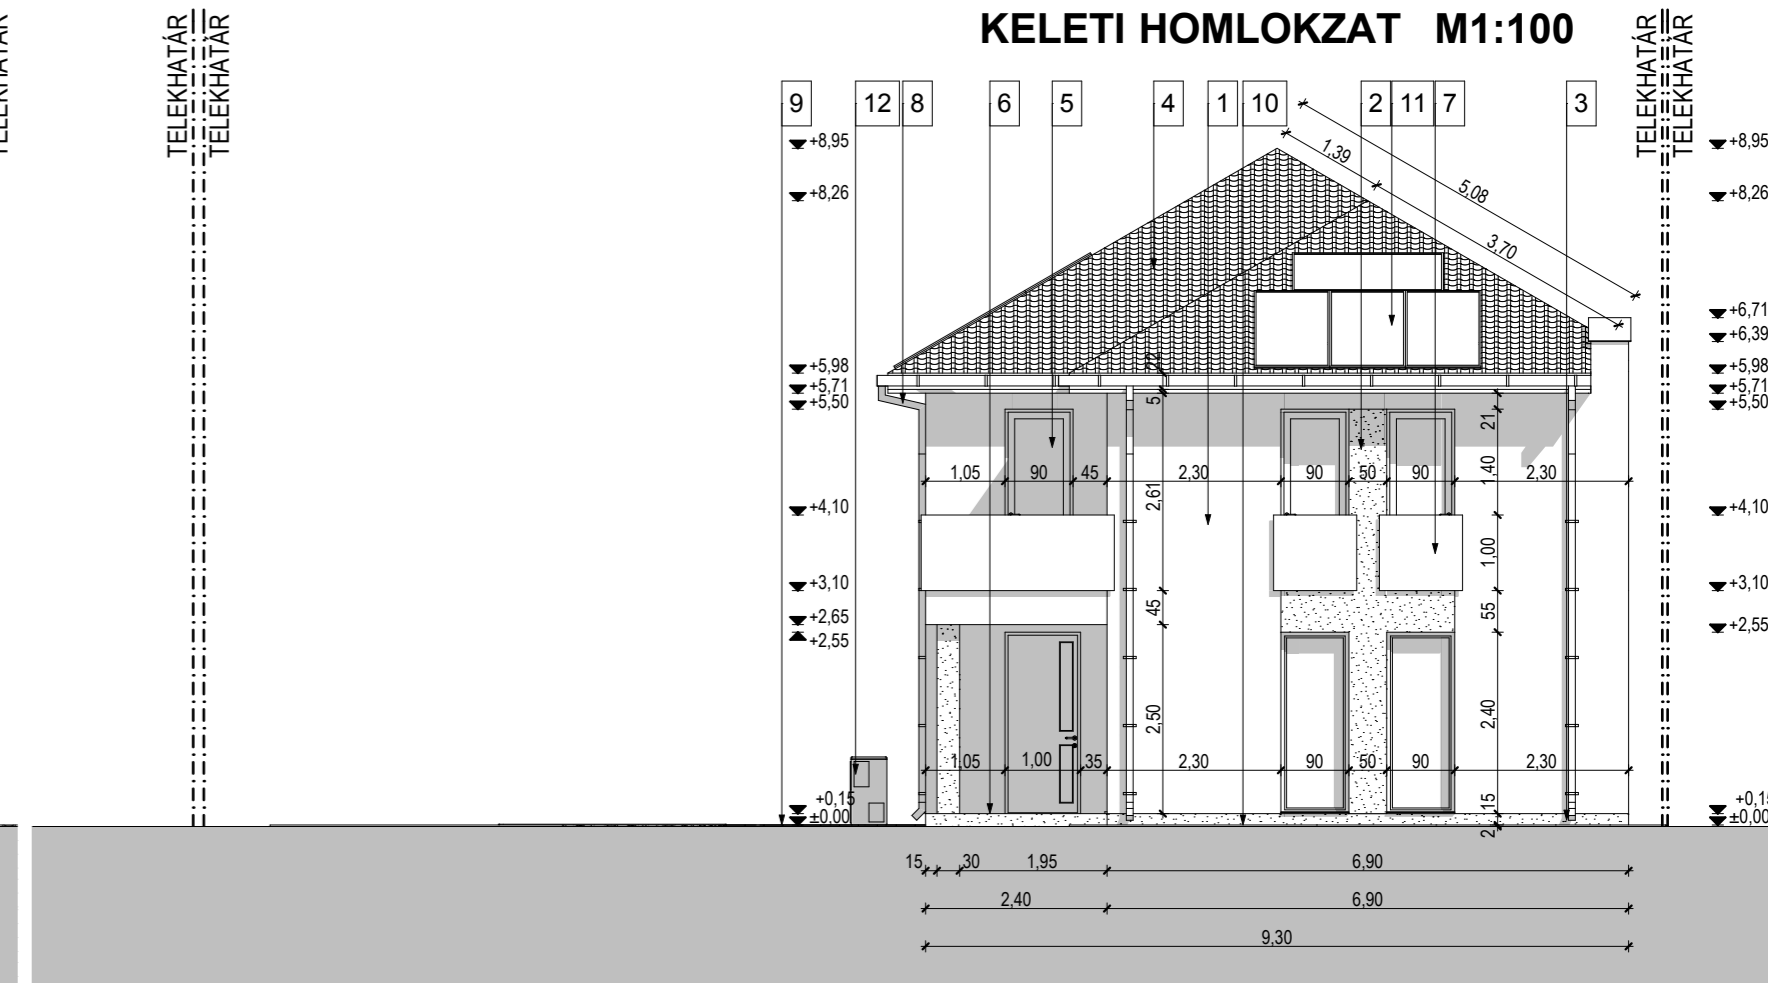 KELETI HOMLOKZAT M1:100
TELEKHATÁR
TELEKHATÁR
TELEKHATÁR
TELEKHATÁR
TELEKHATÁR
9 12 8 6 5 4 1 10 2 11 7 3
+8,95 +8,95
+8,26 +8,26
1,39
5,08
3,70
+6,71
+6,39
+5,98 +5,98
+5,71 +5,71
+5,50 +5,50
22
5
21
1,05 90 45 2,30 90 50 90 2,30
1,40
2,61
+4,10 +4,10
1,00
+3,10 +3,10
45
55
+2,65
+2,55 +2,55
2,50
2,40
1,05 1,00 35 2,30 90 50 90 2,30
+0,15 15 +0,15
±0,00 2 ±0,00
15 30 1,95 6,90
2,40 6,90
9,30